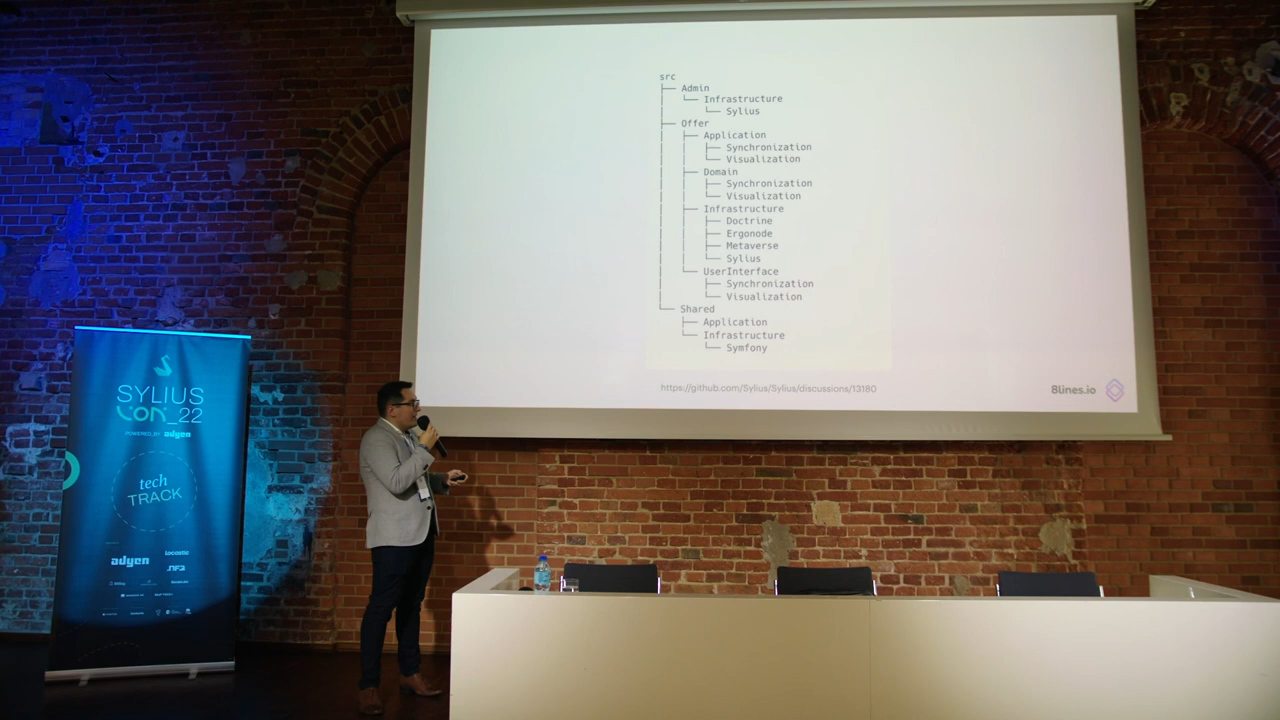 src
├── Admin
│   └── Infrastructure
│       └── Sylius
├── Offer
│   ├── Application
│   │   ├── Synchronization
│   │   └── Visualization
│   ├── Domain
│   │   ├── Synchronization
│   │   └── Visualization
│   ├── Infrastructure
│   │   ├── Doctrine
│   │   ├── Ergonode
│   │   ├── Metaverse
│   │   └── Sylius
│   └── UserInterface
│       ├── Synchronization
│       └── Visualization
└── Shared
    ├── Application
    └── Infrastructure
        └── Symfony
https://github.com/Sylius/Sylius/discussions/13180
8lines.io
SYLIUS
CON_22
POWERED BY adyen
tech
TRACK
adyen
locastic
.NFQ